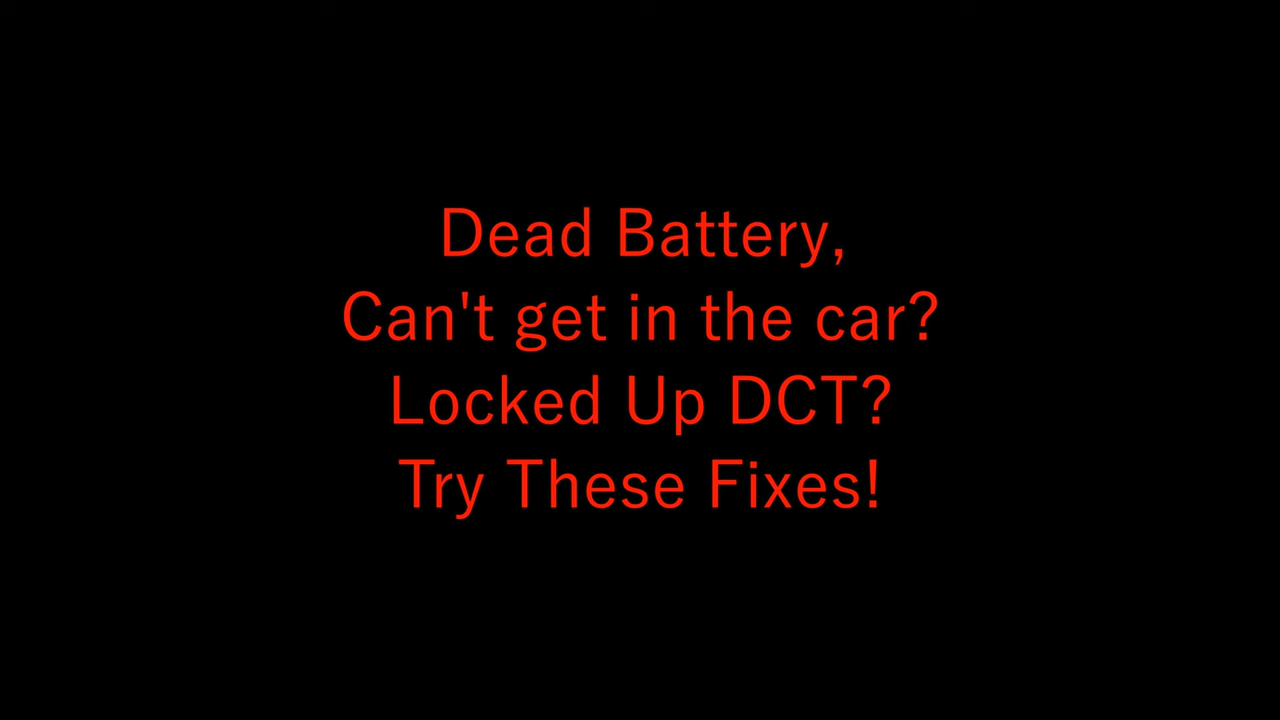 Dead Battery,
Can't get in the car?
Locked Up DCT?
Try These Fixes!